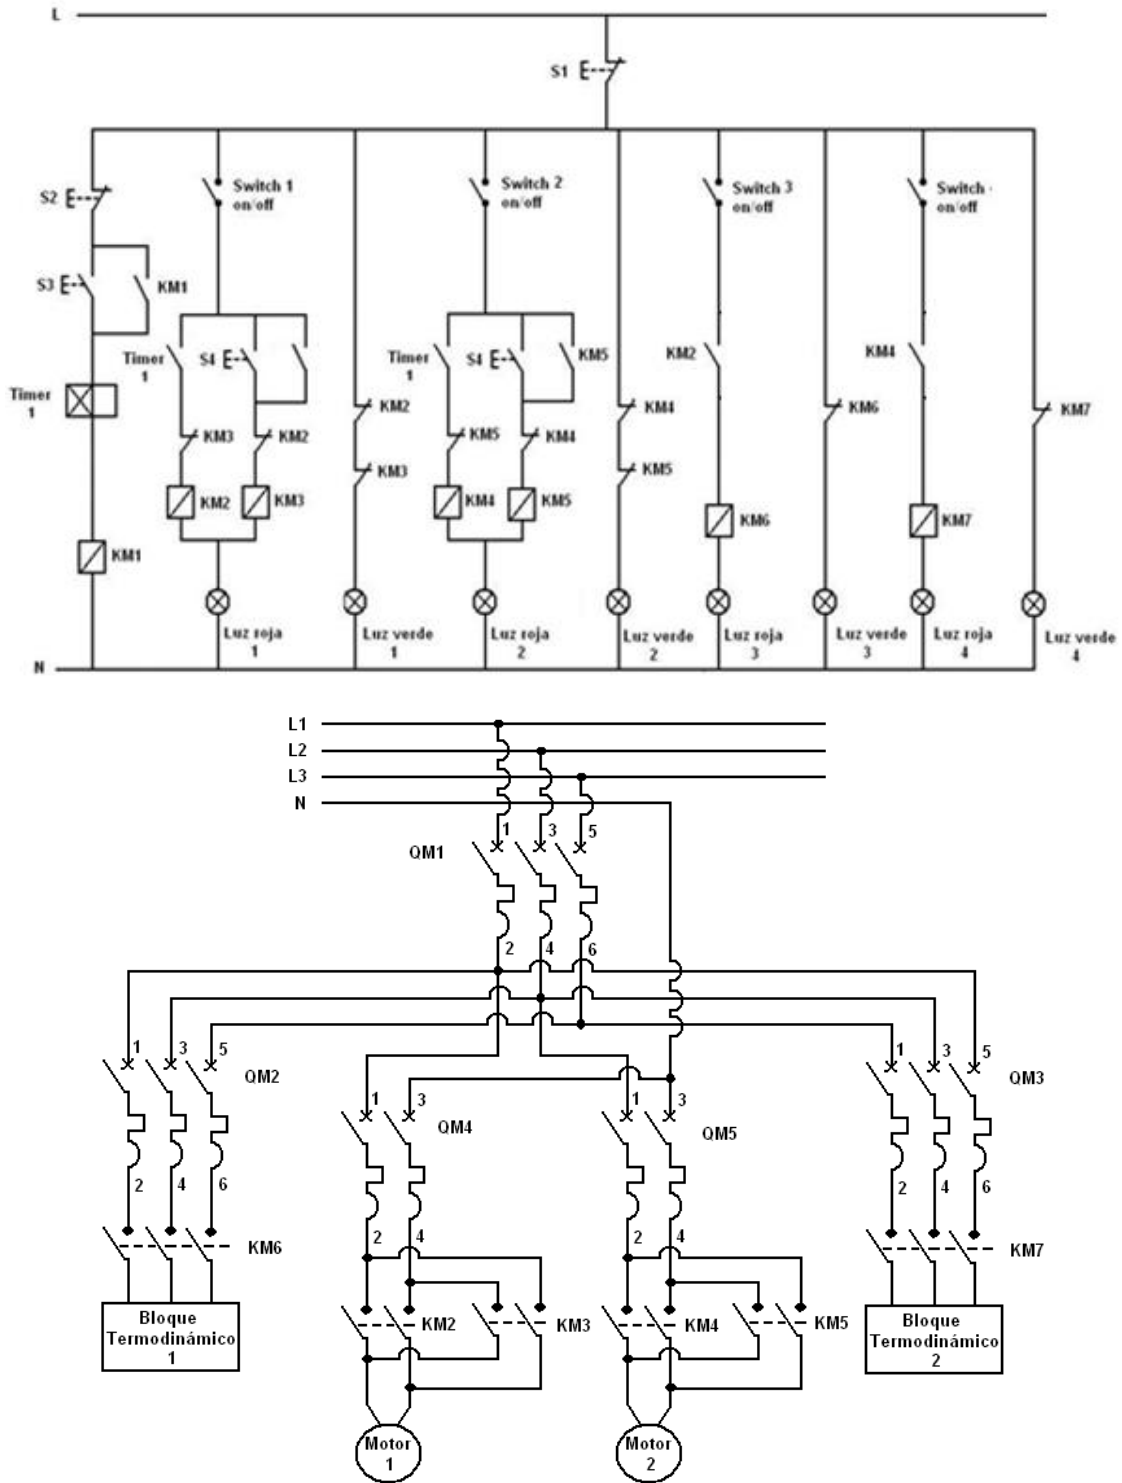 L
S1
S2
Switch 1
on/off
Switch 2
on/off
Switch 3
on/off
Switch
on/off
S3
KM1
Timer
1
S4
Timer
1
S4
KM5
KM2
KM4
Timer
1
KM2
KM4
KM6
KM7
KM3
KM2
KM5
KM4
KM3
KM5
KM2
KM3
KM4
KM5
KM6
KM7
KM1
Luz roja
1
Luz verde
1
Luz roja
2
Luz verde
2
Luz roja
3
Luz verde
3
Luz roja
4
Luz verde
4
N
L1
L2
L3
N
QM1
1
3
5
2
4
6
1
3
5
QM2
1
3
5
QM3
1
3
QM4
1
3
QM5
2
4
6
2
4
6
2
4
2
4
KM6
KM7
KM2
KM3
KM4
KM5
Bloque
Termodinámico
1
Bloque
Termodinámico
2
Motor
1
Motor
2